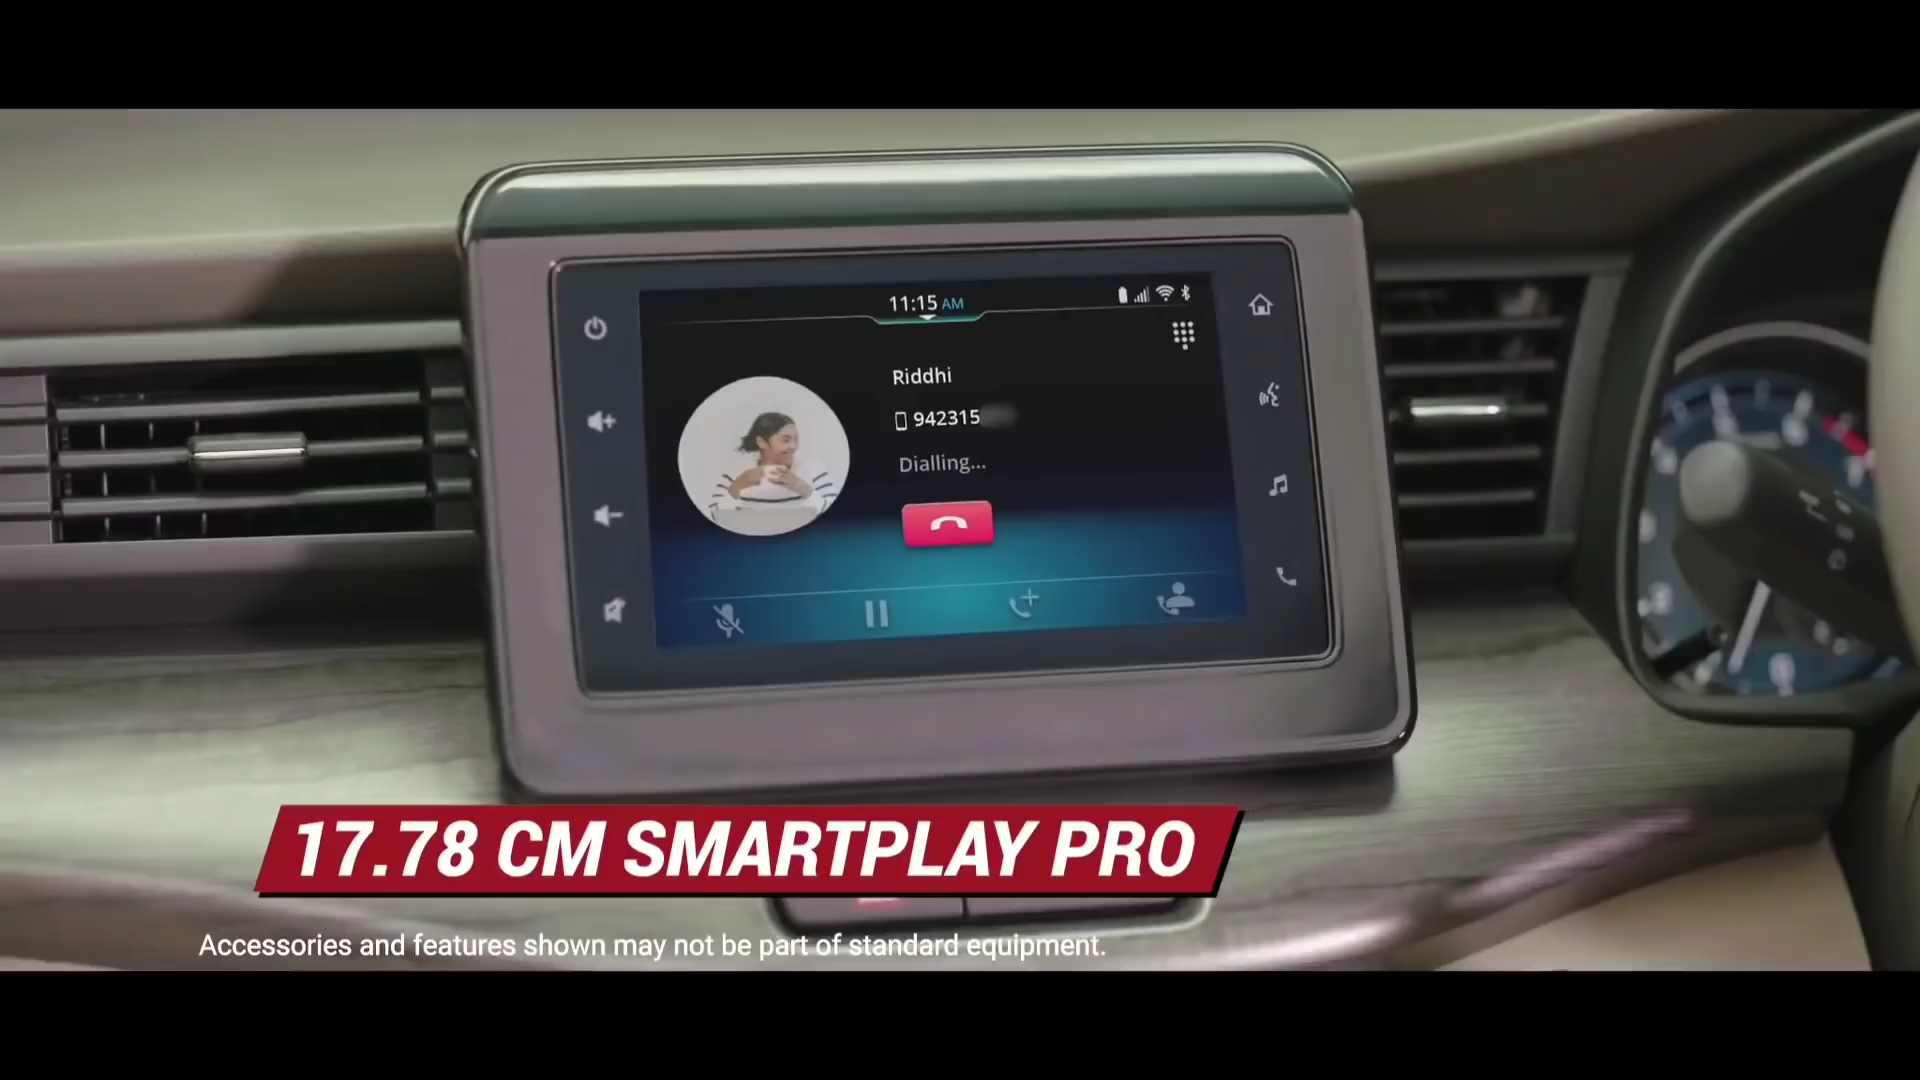 11:15 AM
Riddhi
942315
Dialling...
17.78 CM SMARTPLAY PRO
Accessories and features shown may not be part of standard equipment.